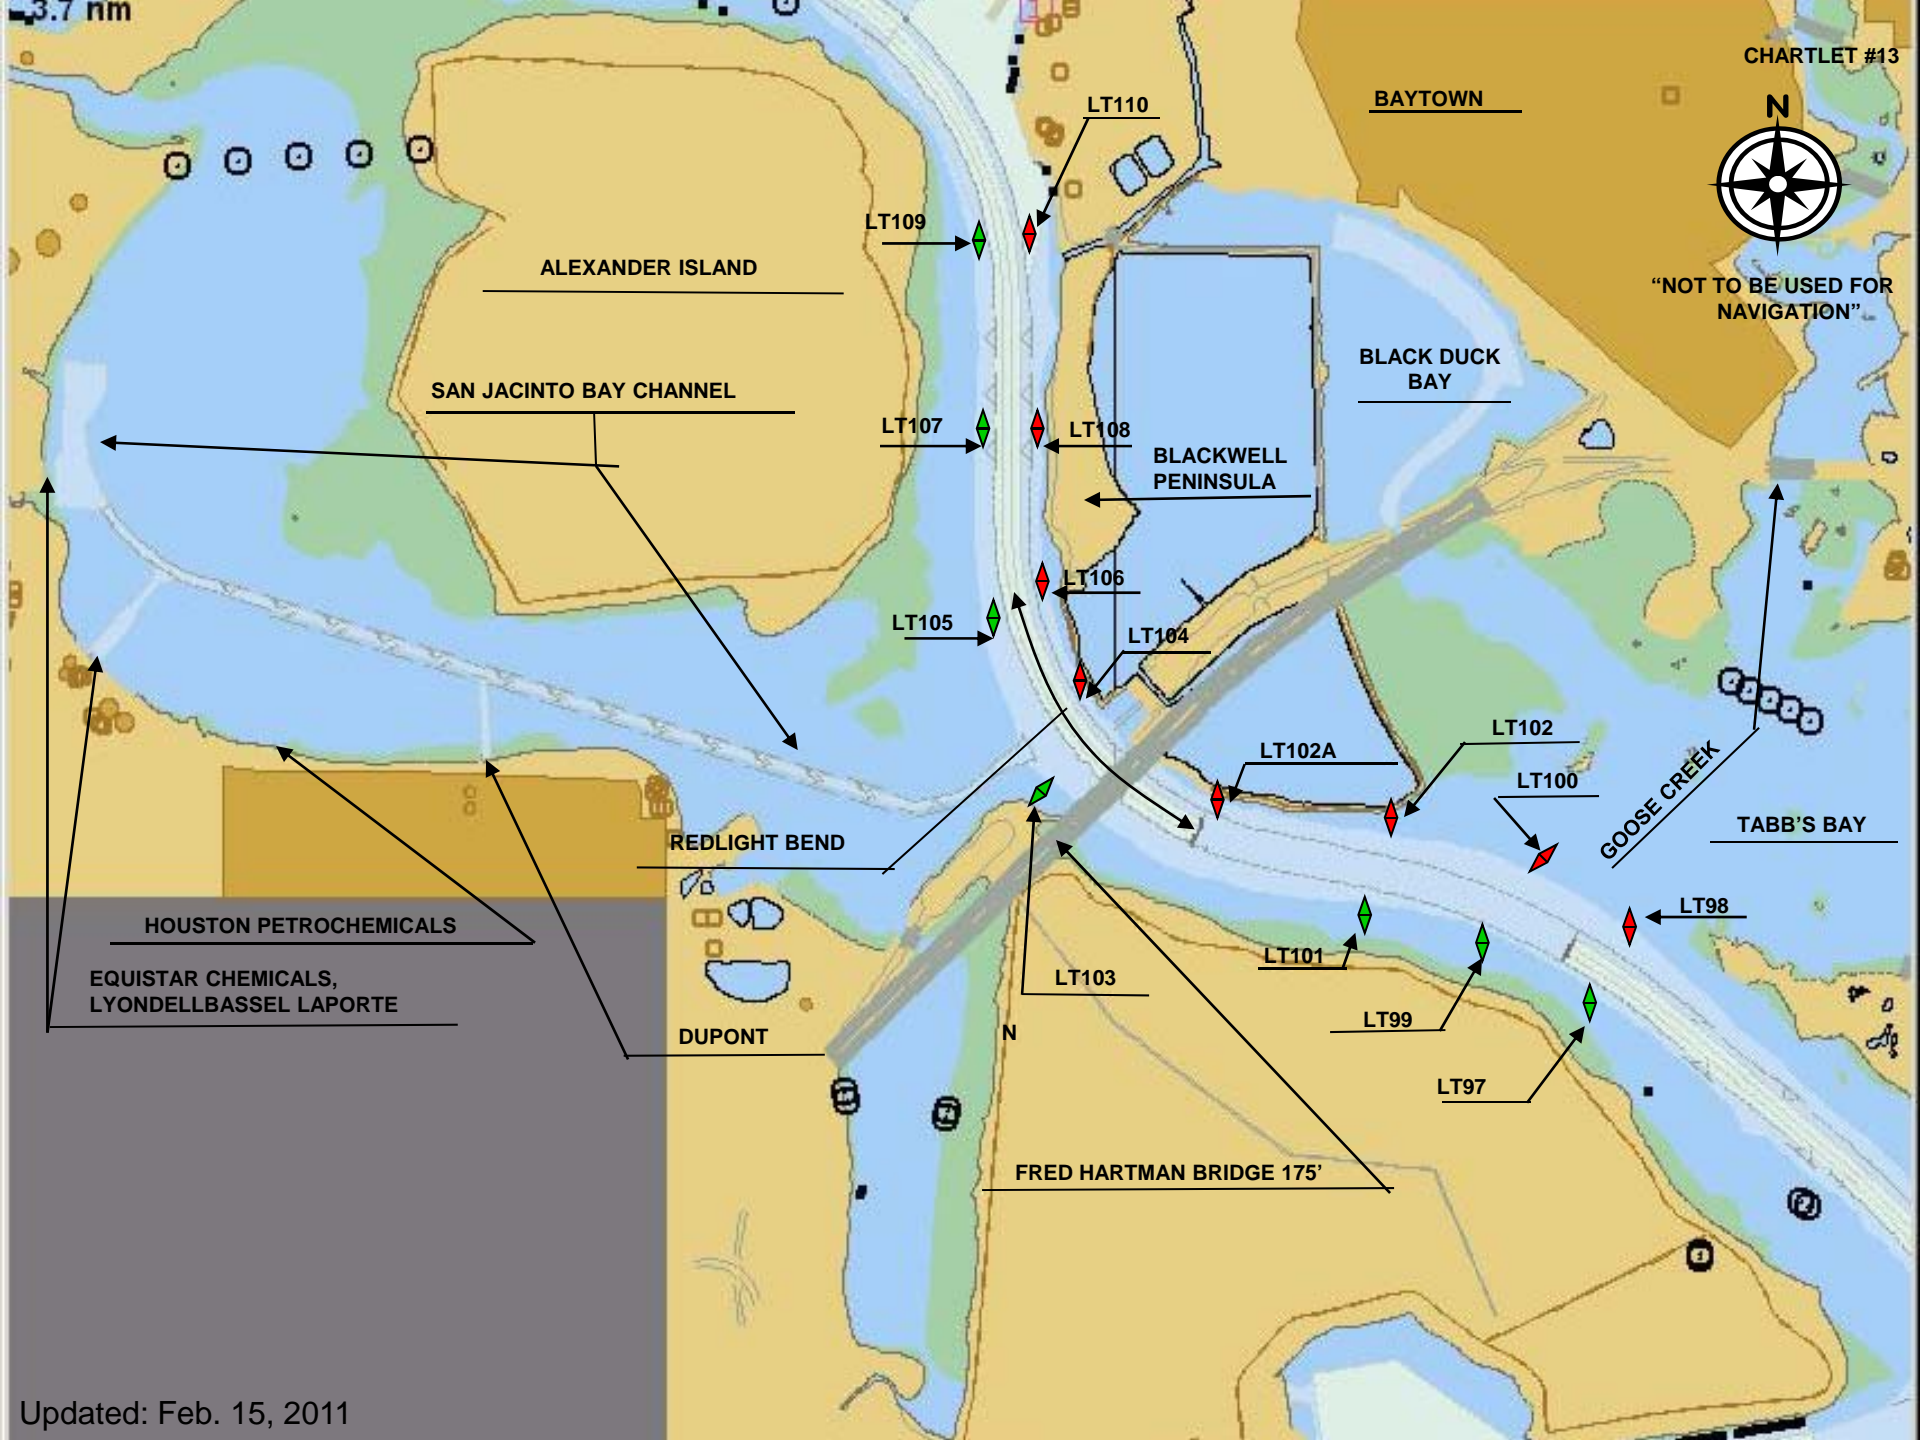 3.7 nm
CHARTLET #13
BAYTOWN
N
LT110
LT109
ALEXANDER ISLAND
“NOT TO BE USED FOR
NAVIGATION”
BLACK DUCK
BAY
SAN JACINTO BAY CHANNEL
LT107
LT108
BLACKWELL
PENINSULA
LT106
LT105
LT104
LT102
LT102A
LT100
GOOSE CREEK
TABB’S BAY
REDLIGHT BEND
LT98
HOUSTON PETROCHEMICALS
LT101
EQUISTAR CHEMICALS,
LYONDELLBASSEL LAPORTE
LT103
LT99
DUPONT
N
LT97
FRED HARTMAN BRIDGE 175’
Updated: Feb. 15, 2011